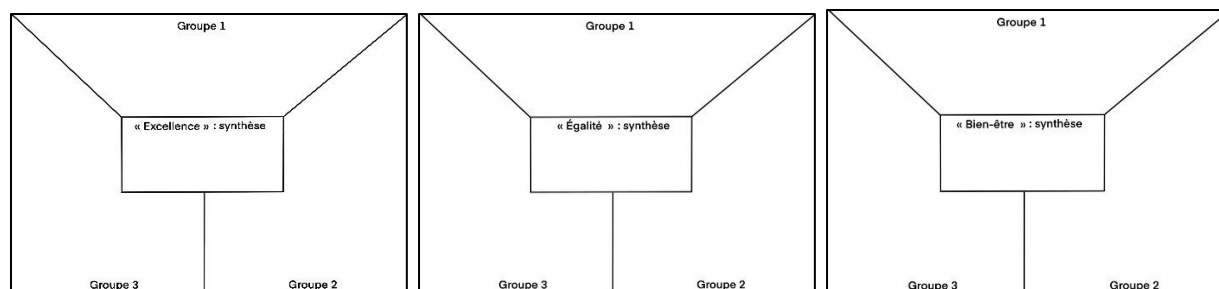 Groupe 1
« Excellence » : synthèse
Groupe 3
Groupe 2
Groupe 1
« Égalité » : synthèse
Groupe 3
Groupe 2
Groupe 1
« Bien-être » : synthèse
Groupe 3
Groupe 2